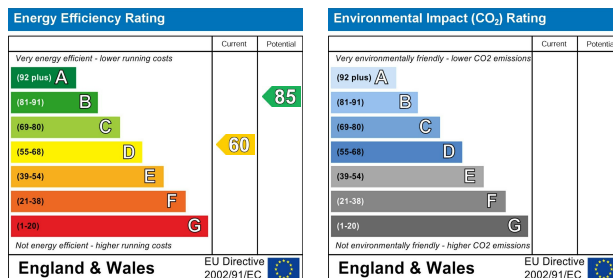 Energy Efficiency Rating
Current Potential
Very energy efficient - lower running costs
(92 plus) A
(81-91) B
85
(69-80) C
(55-68) D
60
(39-54) E
(21-38) F
(1-20) G
Not energy efficient - higher running costs
England & Wales
EU Directive
2002/91/EC
Environmental Impact (CO2) Rating
Current Potential
Very environmentally friendly - lower CO2 emissions
(92 plus) A
(81-91) B
(69-80) C
(55-68) D
(39-54) E
(21-38) F
(1-20) G
Not environmentally friendly - higher CO2 emissions
England & Wales
EU Directive
2002/91/EC